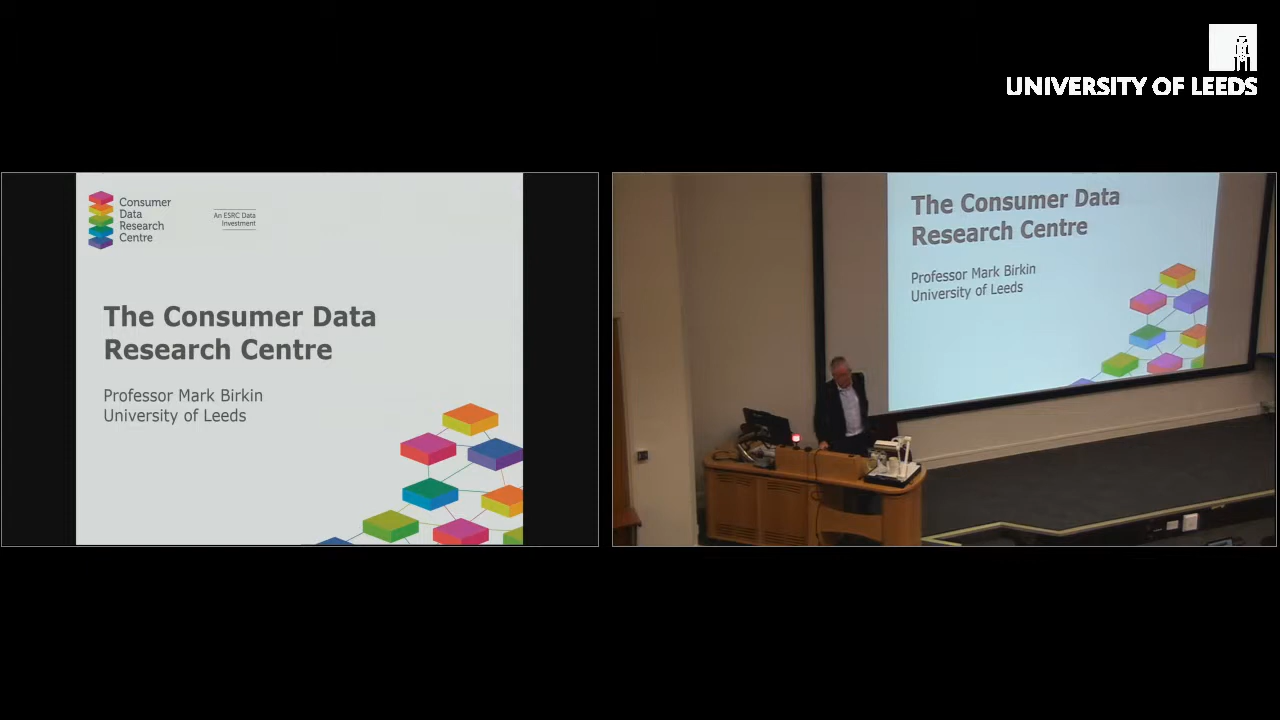 UNIVERSITY OF LEEDS
Consumer
Data
Research
Centre
An ESRC Data
Investment
The Consumer Data
Research Centre
Professor Mark Birkin
University of Leeds
The Consumer Data
Research Centre
Professor Mark Birkin
University of Leeds